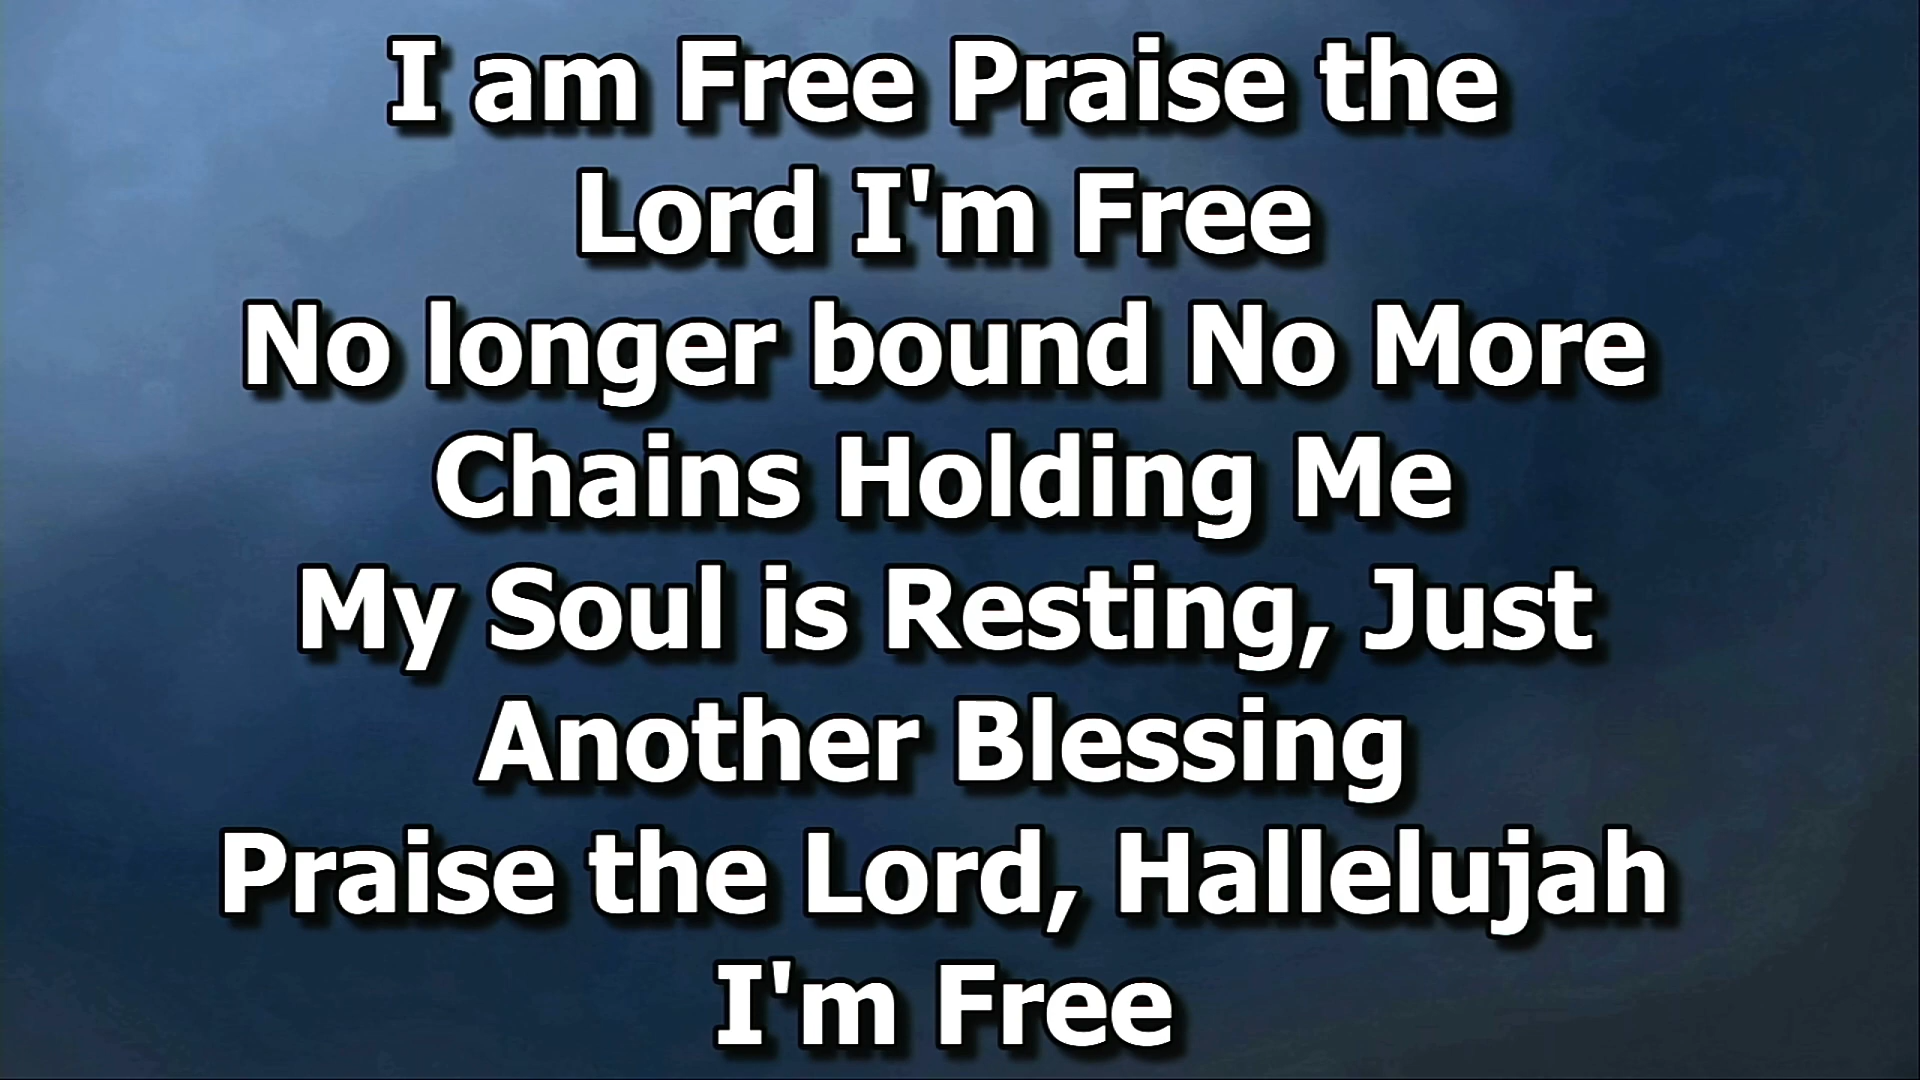 I am Free Praise the
Lord I'm Free
No longer bound No More
Chains Holding Me
My Soul is Resting, Just
Another Blessing
Praise the Lord, Hallelujah
I'm Free